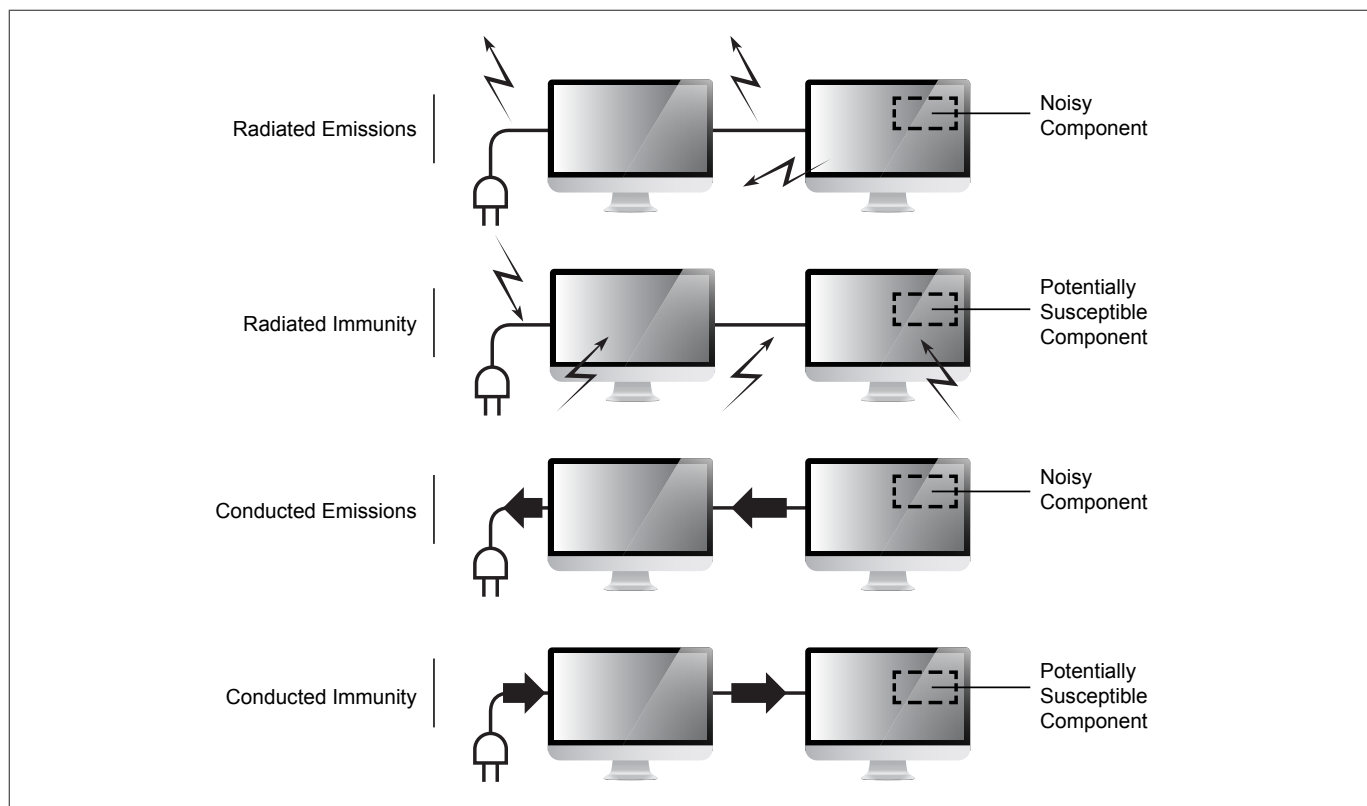 Radiated Emissions
Noisy
Component
Radiated Immunity
Potentially
Susceptible
Component
Conducted Emissions
Noisy
Component
Conducted Immunity
Potentially
Susceptible
Component